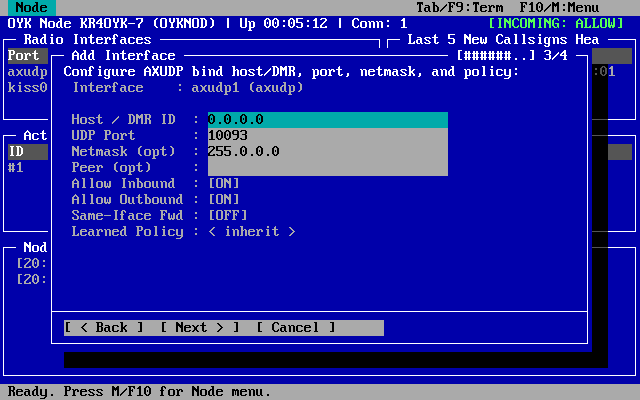 Node Tab/F9:Term F10/M:Menu
OYK Node KR4OYK-7 (OYKNOD) | Up 00:05:12 | Conn: 1 [INCOMING: ALLOW]
Radio Interfaces Last 5 New Callsigns Hea
Port Add Interface [######..] 3/4
axudp Configure AXUDP bind host/DMR, port, netmask, and policy: :01
kiss0 Interface : axudp1 (axudp)
Host / DMR ID : 0.0.0.0
UDP Port : 10093
Act Netmask (opt) : 255.0.0.0
ID Peer (opt) :
#1 Allow Inbound : [ON]
Allow Outbound : [ON]
Same-Iface Fwd : [OFF]
Learned Policy : < inherit >
Nod
[20:
[20:
[ < Back ] [ Next > ] [ Cancel ]
Ready. Press M/F10 for Node menu.